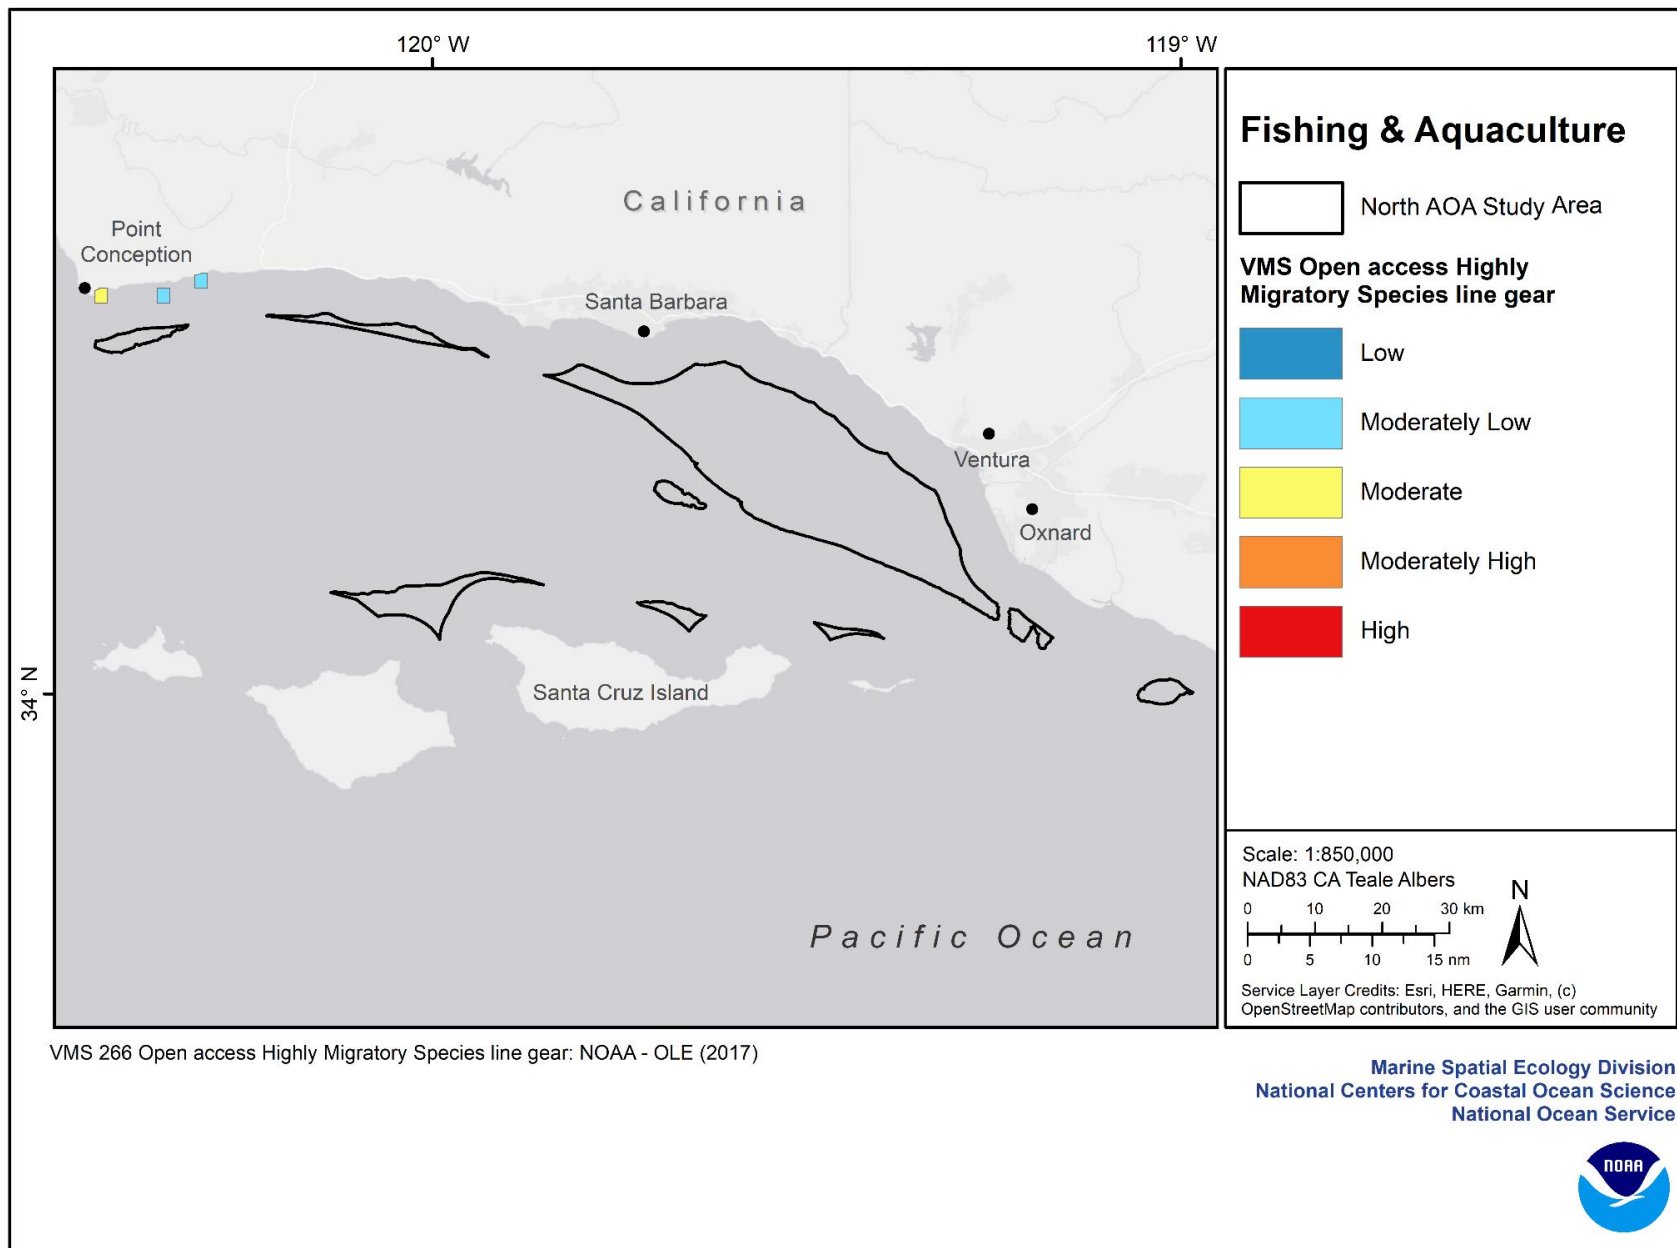 120° W
119° W
Point
Conception
California
Santa Barbara
Ventura
Oxnard
Santa Cruz Island
34° N
Pacific Ocean
Fishing & Aquaculture
North AOA Study Area
VMS Open access Highly
Migratory Species line gear
Low
Moderately Low
Moderate
Moderately High
High
Scale: 1:850,000
NAD83 CA Teale Albers
0 10 20 30 km
0 5 10 15 nm
N
Service Layer Credits: Esri, HERE, Garmin, (c)
OpenStreetMap contributors, and the GIS user community
VMS 266 Open access Highly Migratory Species line gear: NOAA - OLE (2017)
Marine Spatial Ecology Division
National Centers for Coastal Ocean Science
National Ocean Service
NOAA